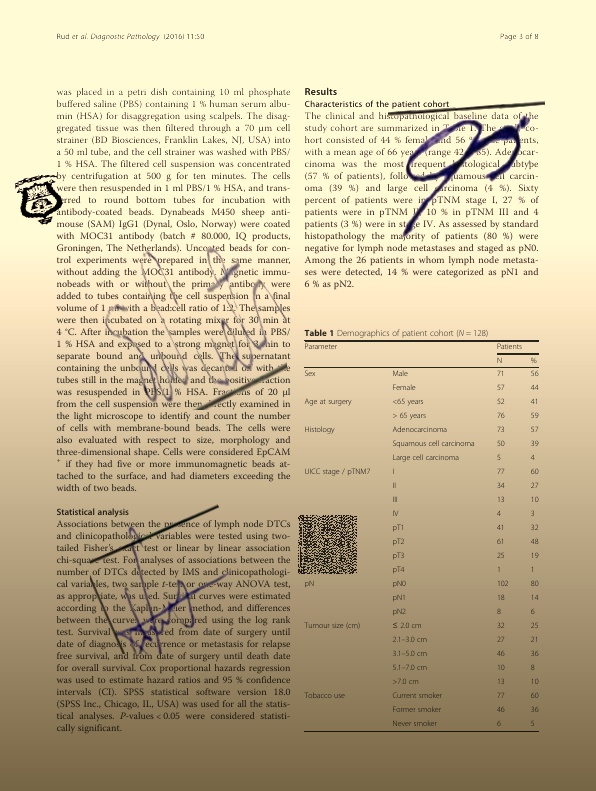 Rud et al. Diagnostic Pathology (2016) 11:50
Page 3 of 8
was placed in a petri dish containing 10 ml phosphate
buffered saline (PBS) containing 1 % human serum albu-
min (HSA) for disaggregation using scalpels. The disag-
gregated tissue was then filtered through a 70 μm cell
strainer (BD Biosciences, Franklin Lakes, NJ, USA) into
a 50 ml tube, and the cell strainer was washed with PBS/
1 % HSA. The filtered cell suspension was concentrated
by centrifugation at 500 g for ten minutes. The cells
were then resuspended in 1 ml PBS/1 % HSA, and trans-
ferred to round bottom tubes for incubation with
antibody-coated beads. Dynabeads M450 sheep anti-
mouse (SAM) IgG1 (Dynal, Oslo, Norway) were coated
with MOC31 antibody (batch # 80.000, IQ products,
Groningen, The Netherlands). Uncoated beads for con-
trol experiments were prepared in the same manner,
without adding the MOC31 antibody. Magnetic immu-
nobeads with or without the primary antibody were
added to tubes containing the cell suspension in a final
volume of 1 ml with a bead:cell ratio of 1:2. The samples
were then incubated on a rotating mixer for 30 min at
4 °C. After incubation the samples were diluted in PBS/
1 % HSA and exposed to a strong magnet for min to
separate bound and unbound cells. The supernatant
containing the unbound cells was decanted off with the
tubes still in the magnet holder, and the positive fraction
was resuspended in PBS/1 % HSA. Fractions of 20 μl
from the cell suspension were then directly examined in
the light microscope to identify and count the number
of cells with membrane-bound beads. The cells were
also evaluated with respect to size, morphology and
three-dimensional shape. Cells were considered EpCAM
+ if they had five or more immunomagnetic beads at-
tached to the surface, and had diameters exceeding the
width of two beads.
Statistical analysis
Associations between the presence of lymph node DTCs
and clinicopathological variables were tested using two-
tailed Fisher's exact test or linear by linear association
chi-square test. For analyses of associations between the
number of DTCs detected by IMS and clinicopathologi-
cal variables, two sample t-test or one-way ANOVA test,
as appropriate, was used. Survival curves were estimated
according to the Kaplan-Meier method, and differences
between the curves were compared using the log rank
test. Survival was measured from date of surgery until
date of diagnosis of recurrence or metastasis for relapse
free survival, and from date of surgery until death date
for overall survival. Cox proportional hazards regression
was used to estimate hazard ratios and 95 % confidence
intervals (CI). SPSS statistical software version 18.0
(SPSS Inc., Chicago, IL, USA) was used for all the statis-
tical analyses. P-values < 0.05 were considered statisti-
cally significant.
Results
Characteristics of the patient cohort
The clinical and histopathological baseline data of the
study cohort are summarized in Table 1. The co-
hort consisted of 44 % female and 56 % patients,
with a mean age of 66 years (range 42–85). Adenocar-
cinoma was the most frequent histological subtype
(57 % of patients), followed squamous cell carcin-
oma (39 %) and large cell carcinoma (4 %). Sixty
percent of patients were in pTNM stage I, 27 % of
patients were in pTNM 10 % in pTNM III and 4
patients (3 %) were in stage IV. As assessed by standard
histopathology the majority of patients (80 %) were
negative for lymph node metastases and staged as pN0.
Among the 26 patients in whom lymph node metasta-
ses were detected, 14 % were categorized as pN1 and
6 % as pN2.
Table 1 Demographics of patient cohort (N = 128)
Parameter Patients
N %
Sex Male 71 56
Female 57 44
Age at surgery <65 years 52 41
> 65 years 76 59
Histology Adenocarcinoma 73 57
Squamous cell carcinoma 50 39
Large cell carcinoma 5 4
UICC stage / pTNM7 I 77 60
II 34 27
III 13 10
IV 4 3
pT1 41 32
pT2 61 48
pT3 25 19
pT4 1 1
pN pN0 102 80
pN1 18 14
pN2 8 6
Tumour size (cm) ≤ 2.0 cm 32 25
2.1–3.0 cm 27 21
3.1–5.0 cm 46 36
5.1–7.0 cm 10 8
>7.0 cm 13 10
Tobacco use Current smoker 77 60
Former smoker 46 36
Never smoker 6 5